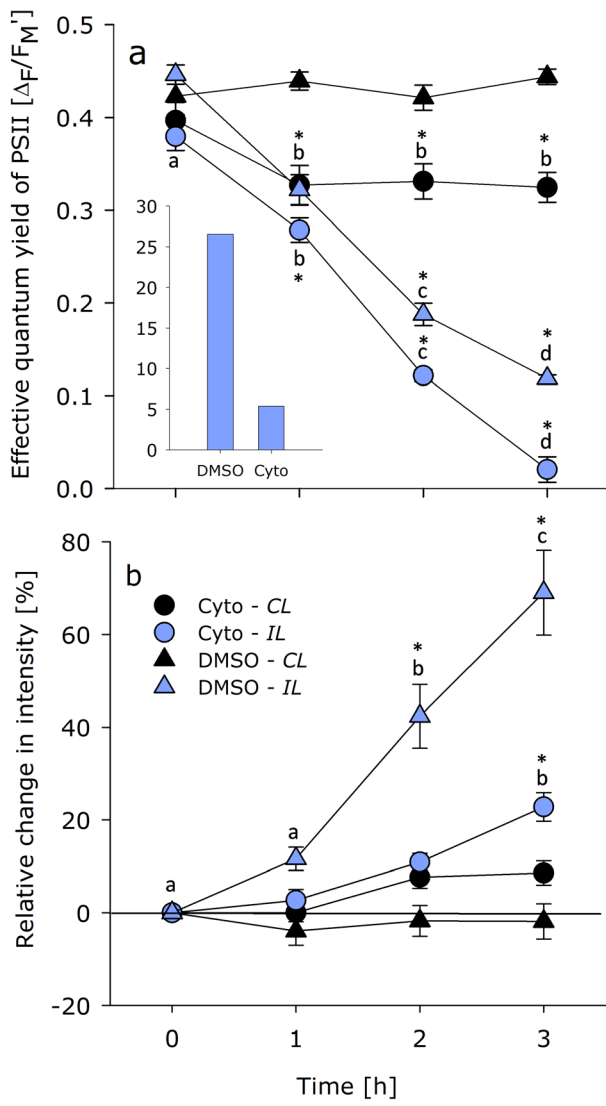 Effective quantum yield of PSII [ΔF/FM']
a
0.5
0.4
0.3
0.2
0.1
0.0
a
*
b
*
b
*
b
b
*
*
c
*
c
*
d
*
d
30
25
20
15
10
5
0
DMSO Cyto
Relative change in intensity [%]
b
80
60
40
20
0
-20
Cyto - CL
Cyto - IL
DMSO - CL
DMSO - IL
a
a
*
b
*
c
*
b
0 1 2 3
Time [h]